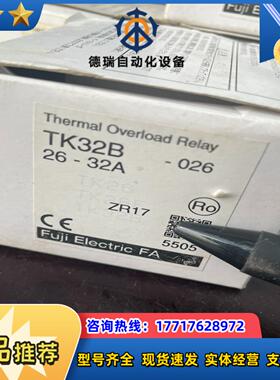 德瑞自动化设备
Thermal Overload Relay
TK32B -026
26-32A
ZR17
Ro
5505
CE
Fuji Electric FA
咨询热线：17717628972
品推荐
型号齐全 现货速发 实体经营